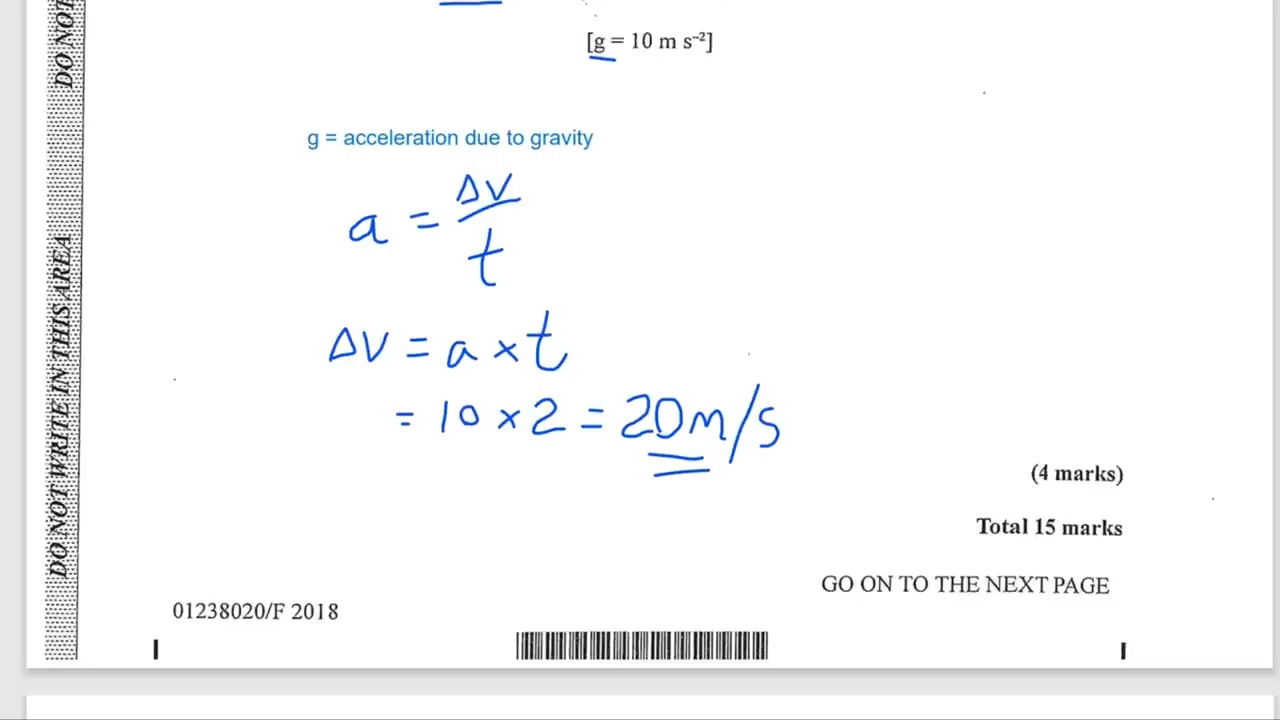 DO NOT
[g = 10 m s⁻²]
g = acceleration due to gravity
a = Δv/t
Δv = a × t
= 10 × 2 = 20m/s
(4 marks)
Total 15 marks
GO ON TO THE NEXT PAGE
01238020/F 2018
DO NOT WRITE IN THIS AREA